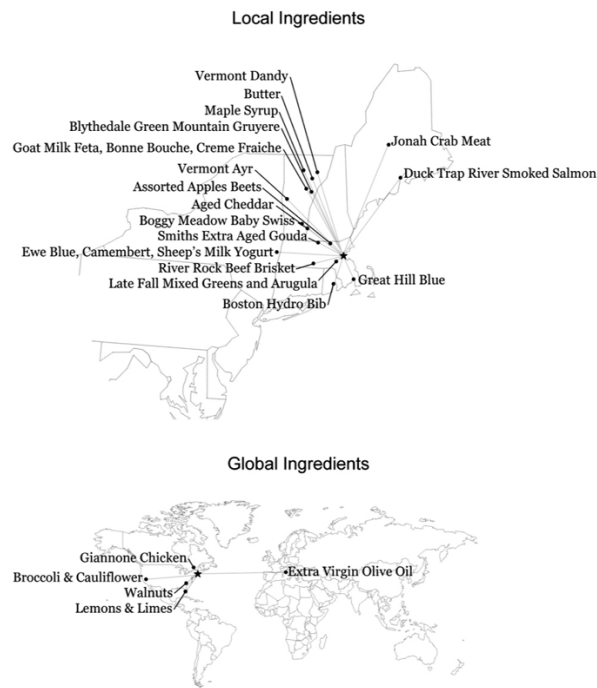 Local Ingredients
Vermont Dandy
Butter
Maple Syrup
Blythedale Green Mountain Gruyere
Goat Milk Feta, Bonne Bouche, Creme Fraiche
Jonah Crab Meat
Vermont Ayr
Duck Trap River Smoked Salmon
Assorted Apples Beets
Aged Cheddar
Boggy Meadow Baby Swiss
Smiths Extra Aged Gouda
Ewe Blue, Camembert, Sheep's Milk Yogurt
River Rock Beef Brisket
Late Fall Mixed Greens and Arugula
Great Hill Blue
Boston Hydro Bib
Global Ingredients
Giannone Chicken
Extra Virgin Olive Oil
Broccoli & Cauliflower
Walnuts
Lemons & Limes